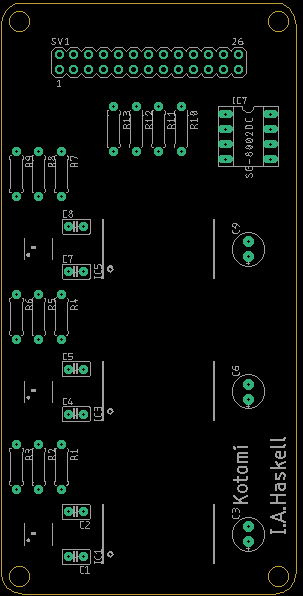 SV1
26
1
IC7
SG-8002DC
R13
R12
R11
R10
R9
R8
R7
C8
C7
IC5
C9
R6
R5
R4
C5
C4
IC3
C6
R3
R2
R1
C2
C1
IC1
C3
Kotomi
I.A.Haskell